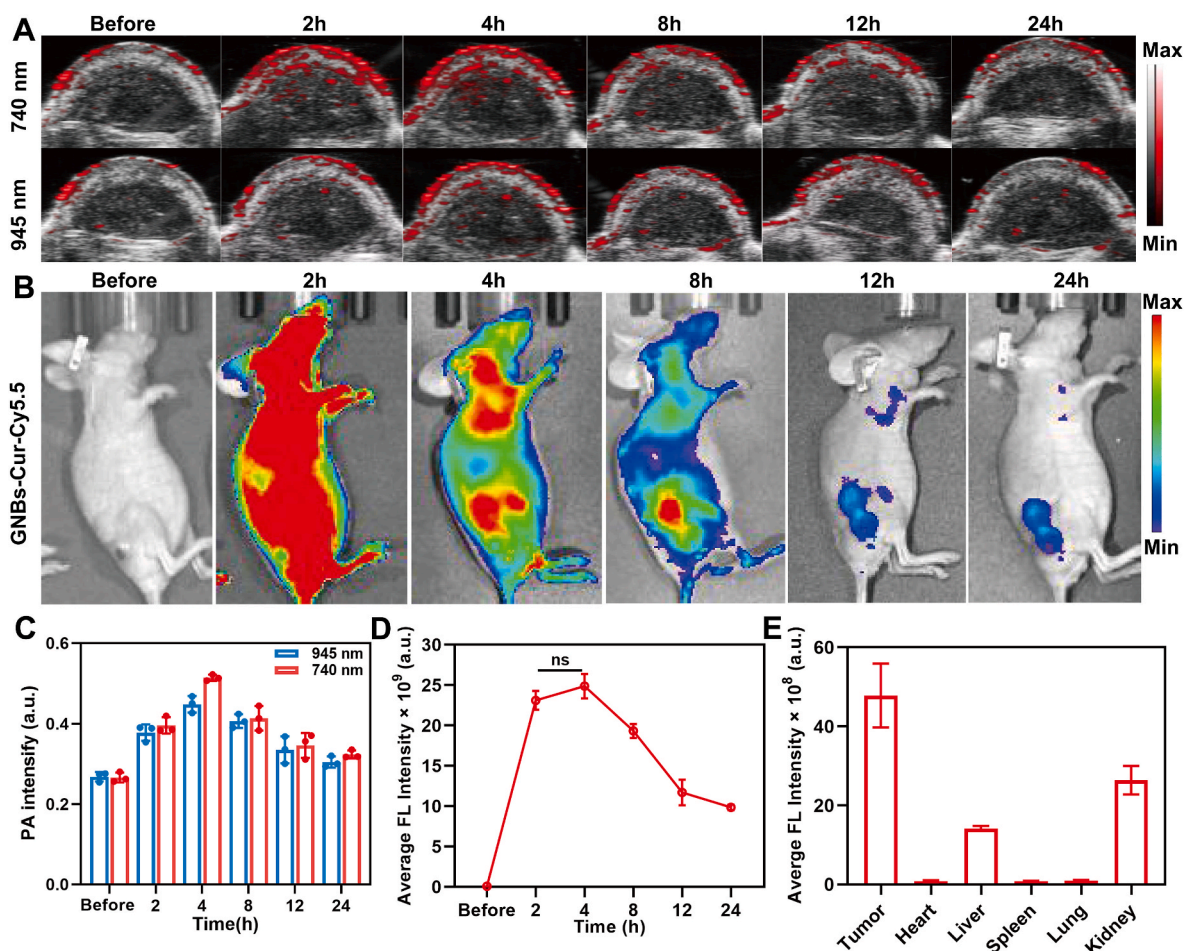 A
Before 2h 4h 8h 12h 24h
740 nm
945 nm
Max
Min
B
Before 2h 4h 8h 12h 24h
GNBs-Cur-Cy5.5
Max
Min
C
PA intensify (a.u.)
0.6
0.4
0.2
0.0
945 nm
740 nm
Before 2 4 8 12 24
Time(h)
D
Average FL Intensity × 10⁹ (a.u.)
30
25
20
15
10
5
0
ns
Before 2 4 8 12 24
Time (h)
E
Averge FL Intensity × 10⁸ (a.u.)
60
40
20
0
Tumor Heart Liver Spleen Lung Kidney